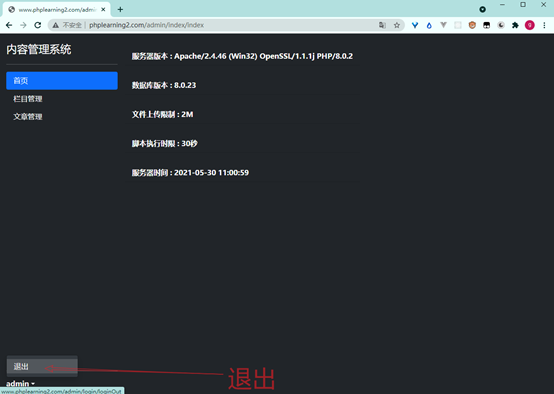 www.phplearning2.com/admin
不安全
phplearning2.com/admin/index/index
g
内容管理系统
首页
栏目管理
文章管理
服务器版本 : Apache/2.4.46 (Win32) OpenSSL/1.1.1j PHP/8.0.2
数据库版本 : 8.0.23
文件上传限制 : 2M
脚本执行时限 : 30秒
服务器时间 : 2021-05-30 11:00:59
退出
退出
admin
www.phplearning2.com/admin/login/loginOut